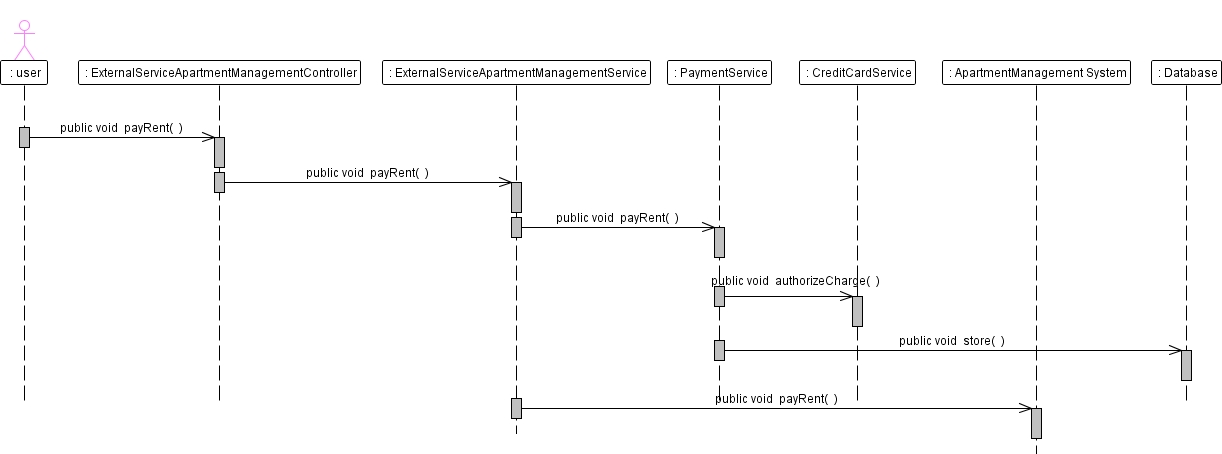 : user
: ExternalServiceApartmentManagementController
: ExternalServiceApartmentManagementService
: PaymentService
: CreditCardService
: ApartmentManagement System
: Database
public void payRent( )
public void payRent( )
public void payRent( )
public void authorizeCharge( )
public void store( )
public void payRent( )